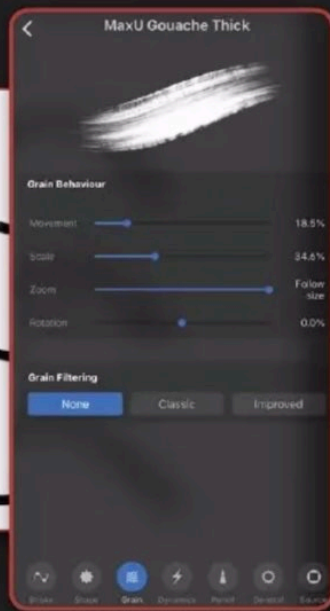 MaxU Gouache Thick
Grain Behaviour
Movement 18.5%
Scale 34.6%
Zoom Follow size
Rotation 0.0%
Grain Filtering
None Classic Improved
Stroke Shape Grain Dynamics Pencil General Source